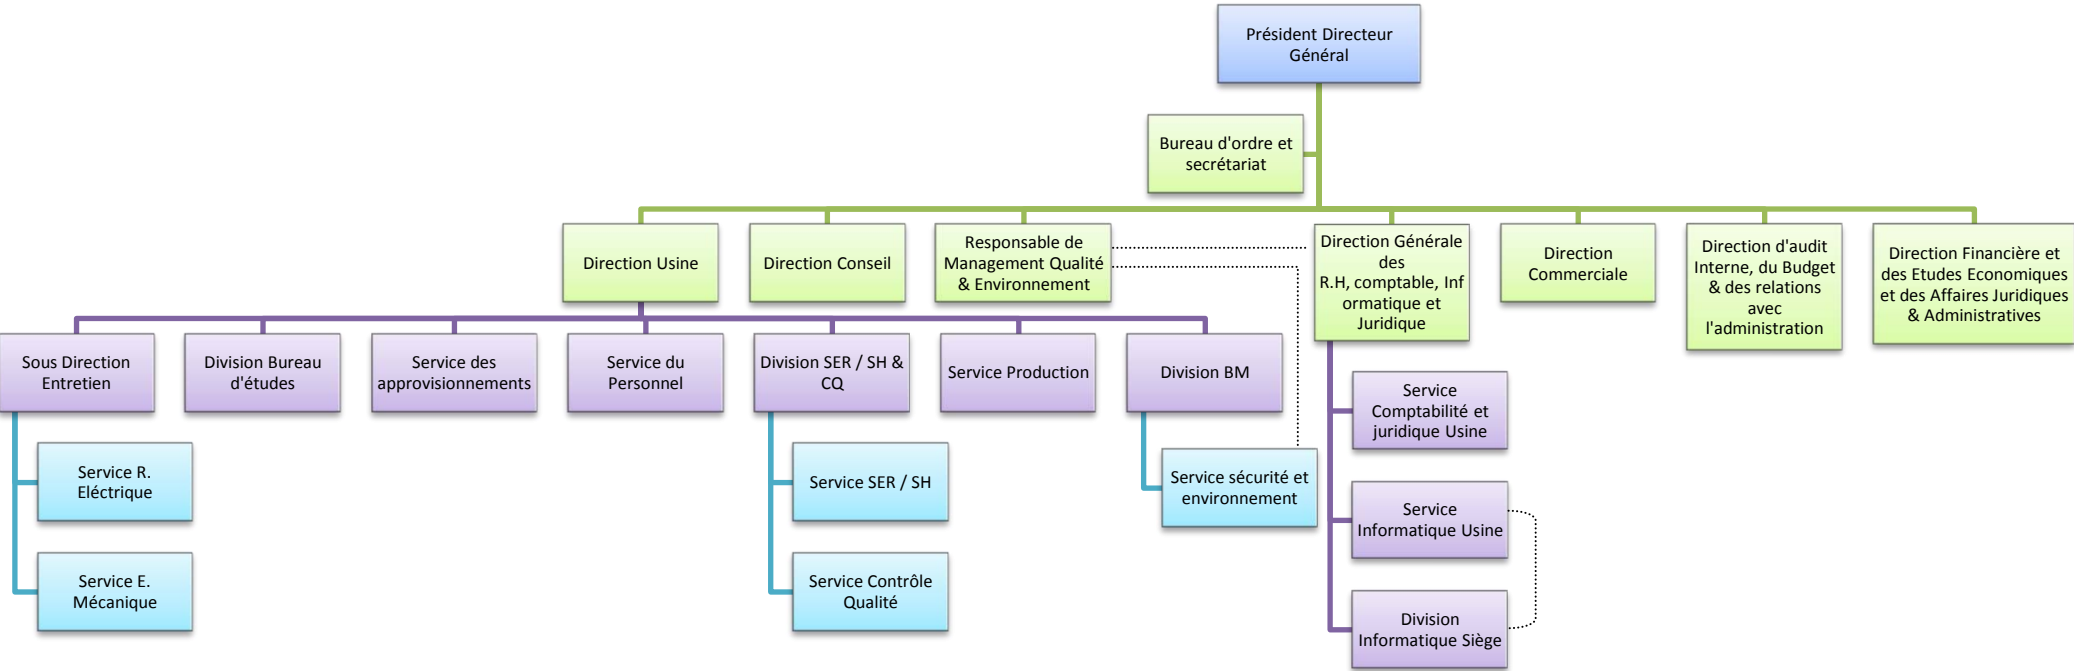 Président Directeur
Général
Bureau d'ordre et
secrétariat
Direction Usine
Direction Conseil
Responsable de
Management Qualité
& Environnement
Direction Générale
des
R.H, comptable, Inf
ormatique et
Juridique
Direction
Commerciale
Direction d'audit
Interne, du Budget
& des relations
avec
l'administration
Direction Financière et
des Etudes Economiques
et des Affaires Juridiques
& Administratives
Sous Direction
Entretien
Division Bureau
d'études
Service des
approvisionnements
Service du
Personnel
Division SER / SH &
CQ
Service Production
Division BM
Service
Comptabilité et
juridique Usine
Service R.
Eléctrique
Service SER / SH
Service sécurité et
environnement
Service
Informatique Usine
Service E.
Mécanique
Service Contrôle
Qualité
Division
Informatique Siège